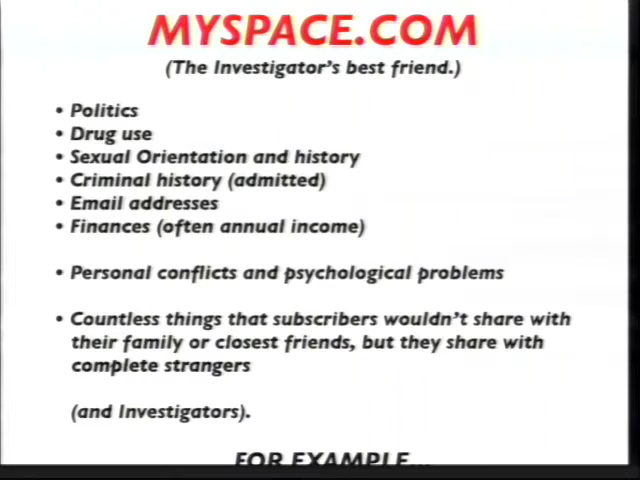 MYSPACE.COM
(The Investigator's best friend.)
• Politics
• Drug use
• Sexual Orientation and history
• Criminal history (admitted)
• Email addresses
• Finances (often annual income)
• Personal conflicts and psychological problems
• Countless things that subscribers wouldn't share with
their family or closest friends, but they share with
complete strangers
(and Investigators).
FOR EXAMPLE...